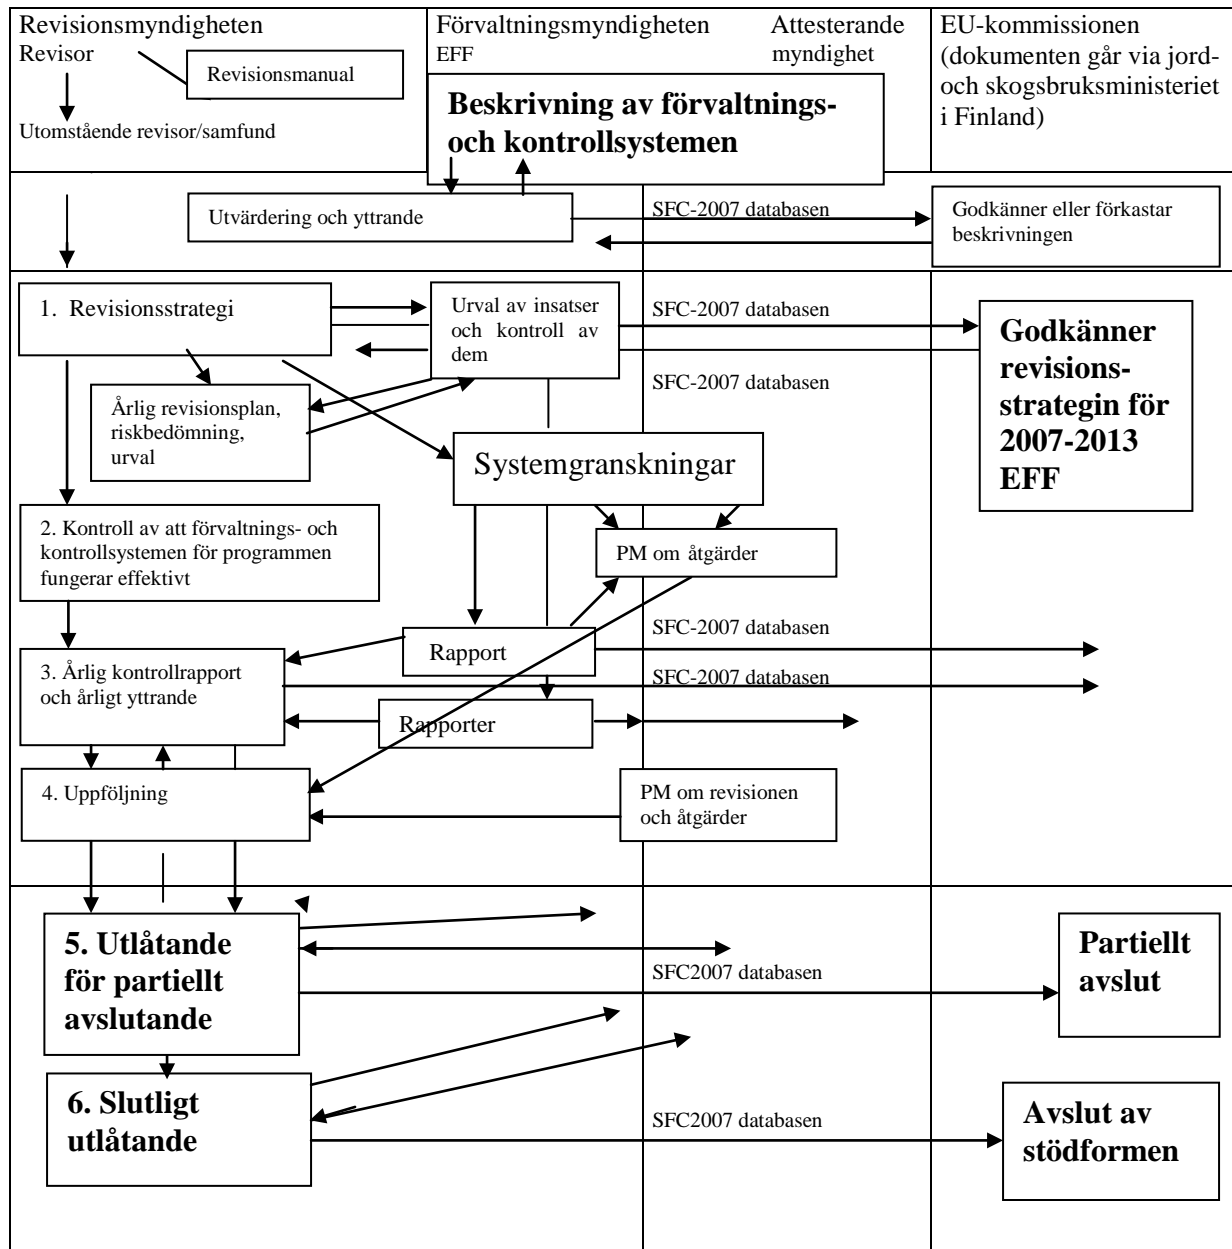 Revisionsmyndigheten
Revisor
Revisionsmanual
Utomstående revisor/samfund
Förvaltningsmyndigheten
EFF
Attesterande
myndighet
EU-kommissionen
(dokumenten går via jord-
och skogsbruksministeriet
i Finland)
Beskrivning av förvaltnings-
och kontrollsystemen
Utvärdering och yttrande
SFC-2007 databasen
Godkänner eller förkastar
beskrivningen
1. Revisionsstrategi
Urval av insatser
och kontroll av
dem
SFC-2007 databasen
SFC-2007 databasen
Godkänner
revisions-
strategin för
2007-2013
EFF
Årlig revisionsplan,
riskbedömning,
urval
Systemgranskningar
2. Kontroll av att förvaltnings- och
kontrollsystemen för programmen
fungerar effektivt
PM om åtgärder
SFC-2007 databasen
Rapport
3. Årlig kontrollrapport
och årligt yttrande
SFC-2007 databasen
Rapporter
4. Uppföljning
PM om revisionen
och åtgärder
5. Utlåtande
för partiellt
avslutande
SFC2007 databasen
Partiellt
avslut
6. Slutligt
utlåtande
SFC2007 databasen
Avslut av
stödformen